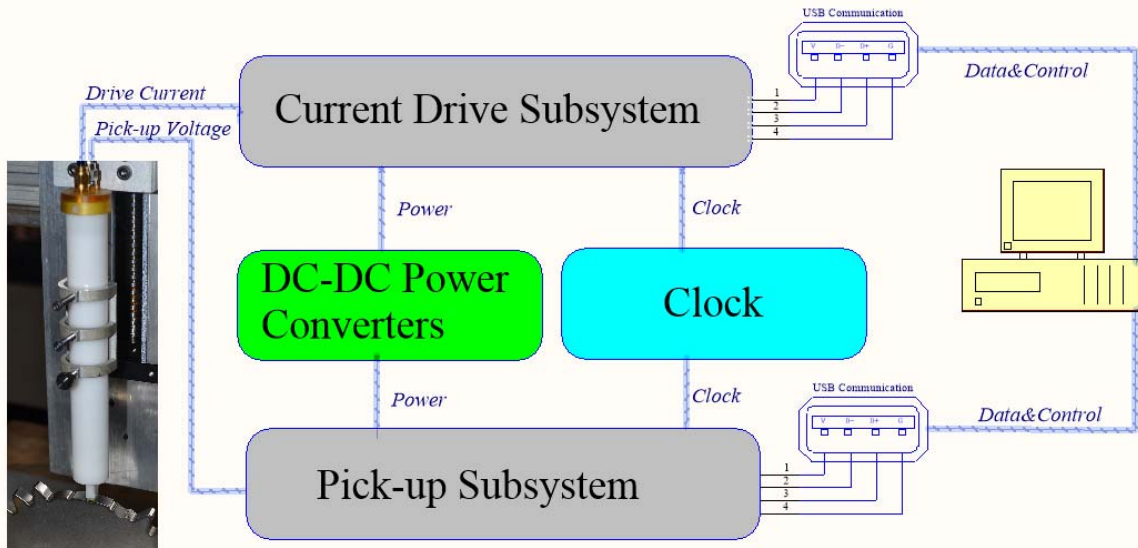 USB Communication
V D- D+ G
Data&Control
Drive Current
Current Drive Subsystem
1
2
3
4
Pick-up Voltage
Power
Clock
DC-DC Power
Converters
Clock
Power
Clock
USB Communication
V D- D+ G
Data&Control
Pick-up Subsystem
1
2
3
4